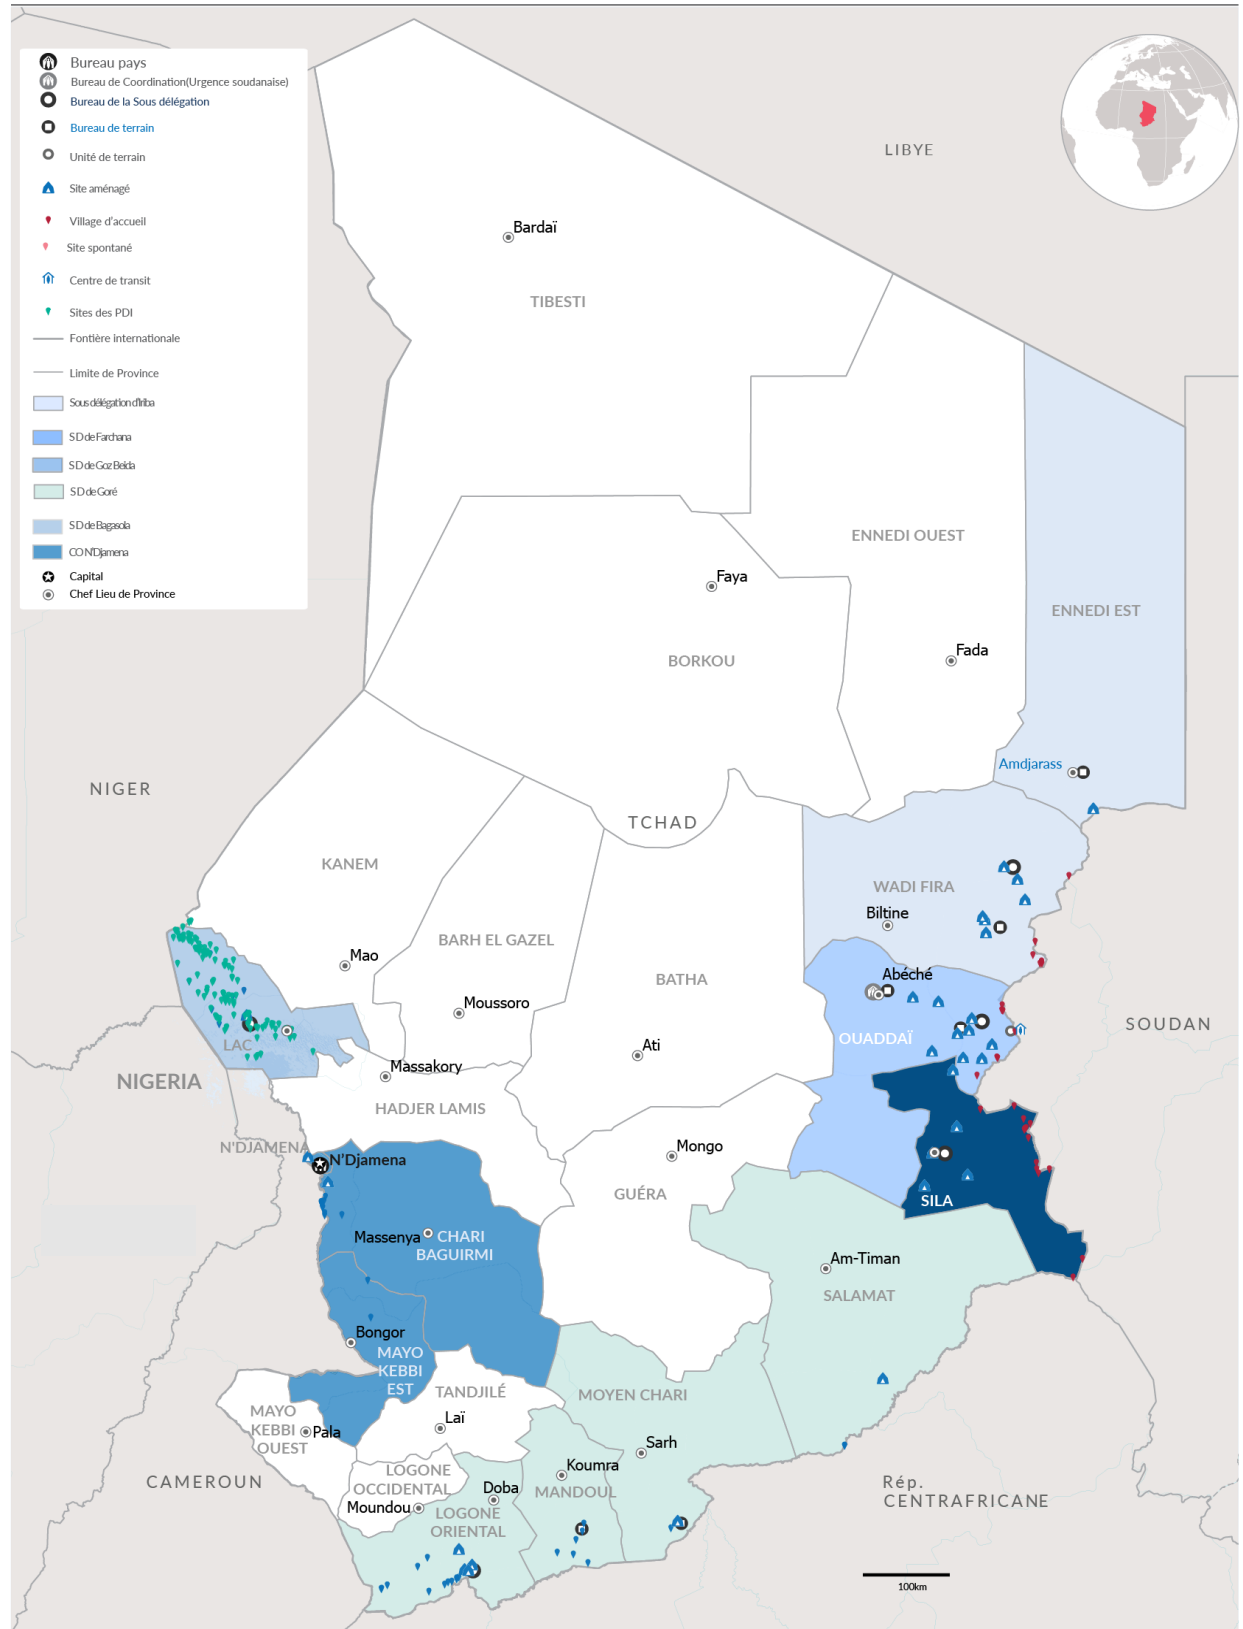 Bureau pays
Bureau de Coordination(Urgence soudanaise)
Bureau de la Sous délégation
Bureau de terrain
Unité de terrain
Site aménagé
Village d'accueil
Site spontané
Centre de transit
Sites des PDI
Fontière internationale
Limite de Province
Sous délégation d'Iriba
SD de Farchana
SD de Goz Beida
SD de Goré
SD de Bagasola
CO N'Djamena
Capital
Chef Lieu de Province
LIBYE
Bardaï
TIBESTI
ENNEDI OUEST
Faya
ENNEDI EST
BORKOU
Fada
Amdjarass
NIGER
TCHAD
KANEM
WADI FIRA
Biltine
BARH EL GAZEL
Mao
BATHA
Abéché
Moussoro
SOUDAN
OUADDAÏ
LAC
Ati
Massakory
NIGERIA
HADJER LAMIS
N'DJAMENA
Mongo
N'Djamena
GUÉRA
SILA
Massenya
CHARI
BAGUIRMI
Am-Timan
SALAMAT
Bongor
MAYO
KEBBI
EST
TANDJILÉ
MOYEN CHARI
MAYO
KEBBI
OUEST
Laï
Pala
Sarh
Koumra
LOGONE
OCCIDENTAL
CAMEROUN
Rép.
CENTRAFRICANE
Doba
MANDOUL
Moundou
LOGONE
ORIENTAL
100km